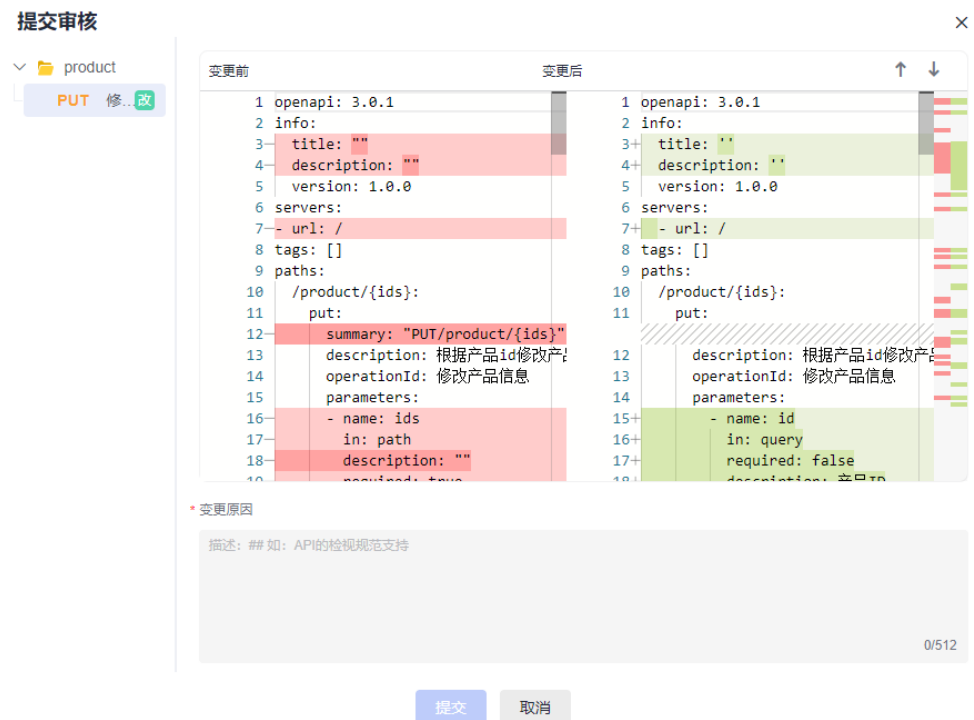 提交审核
product
PUT 修... 改
变更前
1 openapi: 3.0.1
2 info:
3- title: ""
4- description: ""
5 version: 1.0.0
6 servers:
7- - url: /
8 tags: []
9 paths:
10 /product/{ids}:
11 put:
12- summary: "PUT/product/{ids}"
13 description: 根据产品id修改产
14 operationId: 修改产品信息
15 parameters:
16- - name: ids
17- in: path
18- description: ""
变更后
1 openapi: 3.0.1
2 info:
3+ title: ''
4+ description: ''
5 version: 1.0.0
6 servers:
7+ - url: /
8 tags: []
9 paths:
10 /product/{ids}:
11 put:
12 description: 根据产品id修改产
13 operationId: 修改产品信息
14 parameters:
15+ - name: id
16+ in: query
17+ required: false
* 变更原因
描述：## 如：API的检视规范支持
0/512
提交
取消